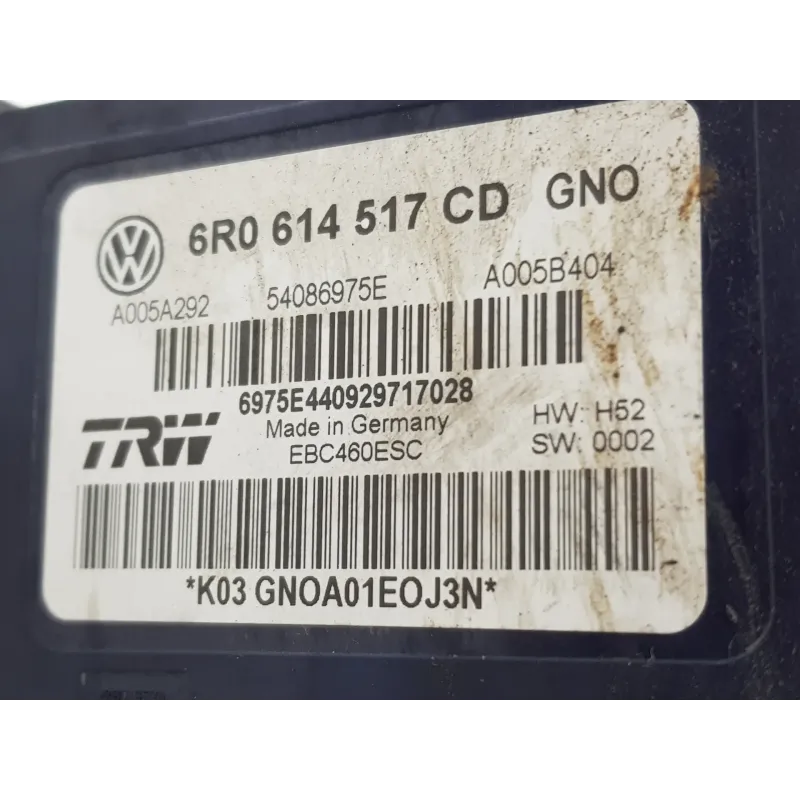 6R0 614 517 CD GNO
A005A292 54086975E A005B404
6975E440929717028
TRW Made in Germany HW: H52
EBC460ESC SW: 0002
*K03 GNOA01EOJ3N*